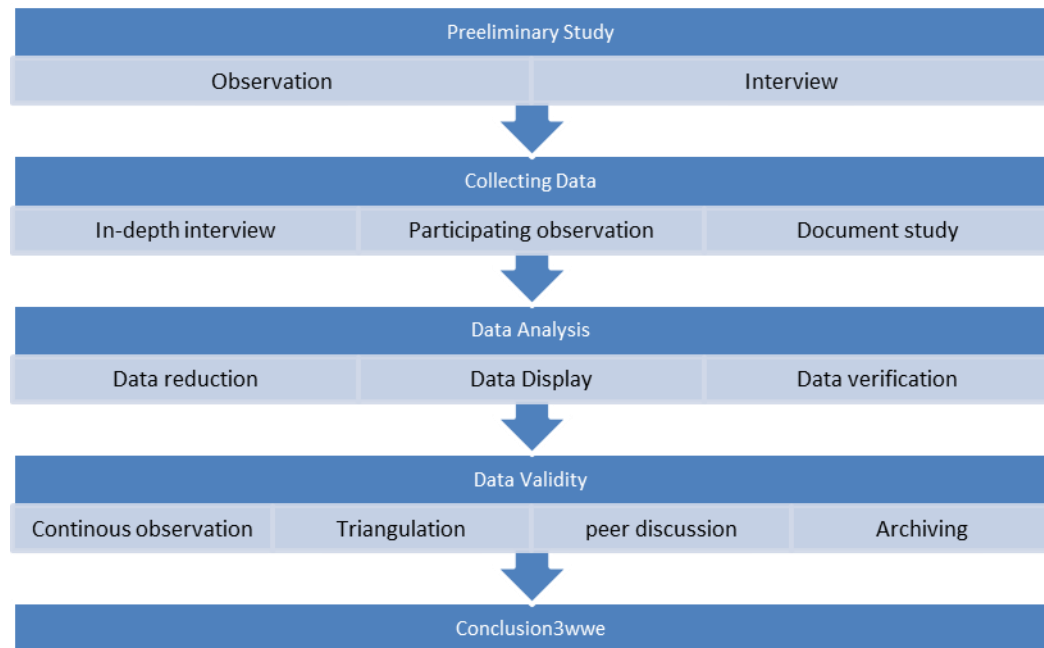 Preeliminary Study
Observation Interview
Collecting Data
In-depth interview Participating observation Document study
Data Analysis
Data reduction Data Display Data verification
Data Validity
Continous observation Triangulation peer discussion Archiving
Conclusion3wwe